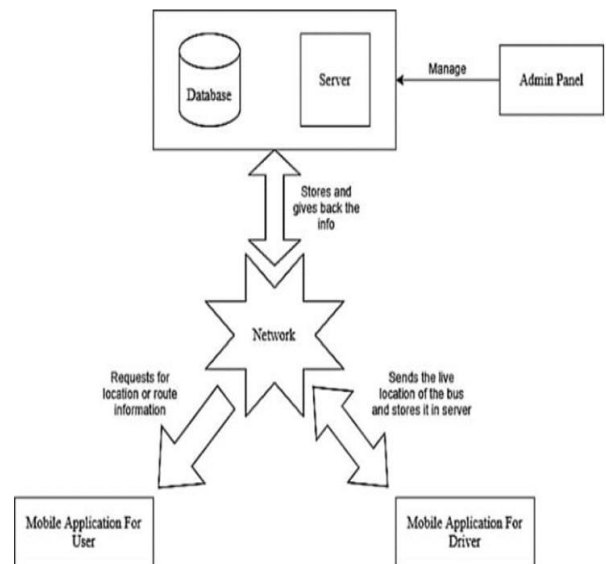 Database
Server
Manage
Admin Panel
Stores and
gives back the
info
Network
Requests for
location or route
information
Sends the live
location of the bus
and stores it in server
Mobile Application For
User
Mobile Application For
Driver